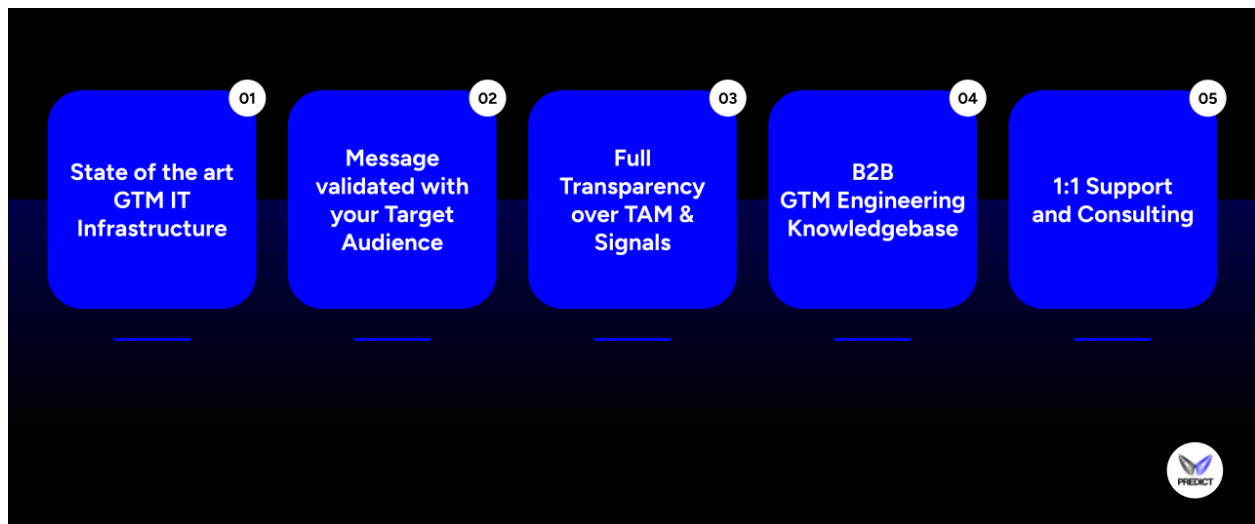 01
State of the art
GTM IT
Infrastructure
02
Message
validated with
your Target
Audience
03
Full
Transparency
over TAM &
Signals
04
B2B
GTM Engineering
Knowledgebase
05
1:1 Support
and Consulting
PREDICT